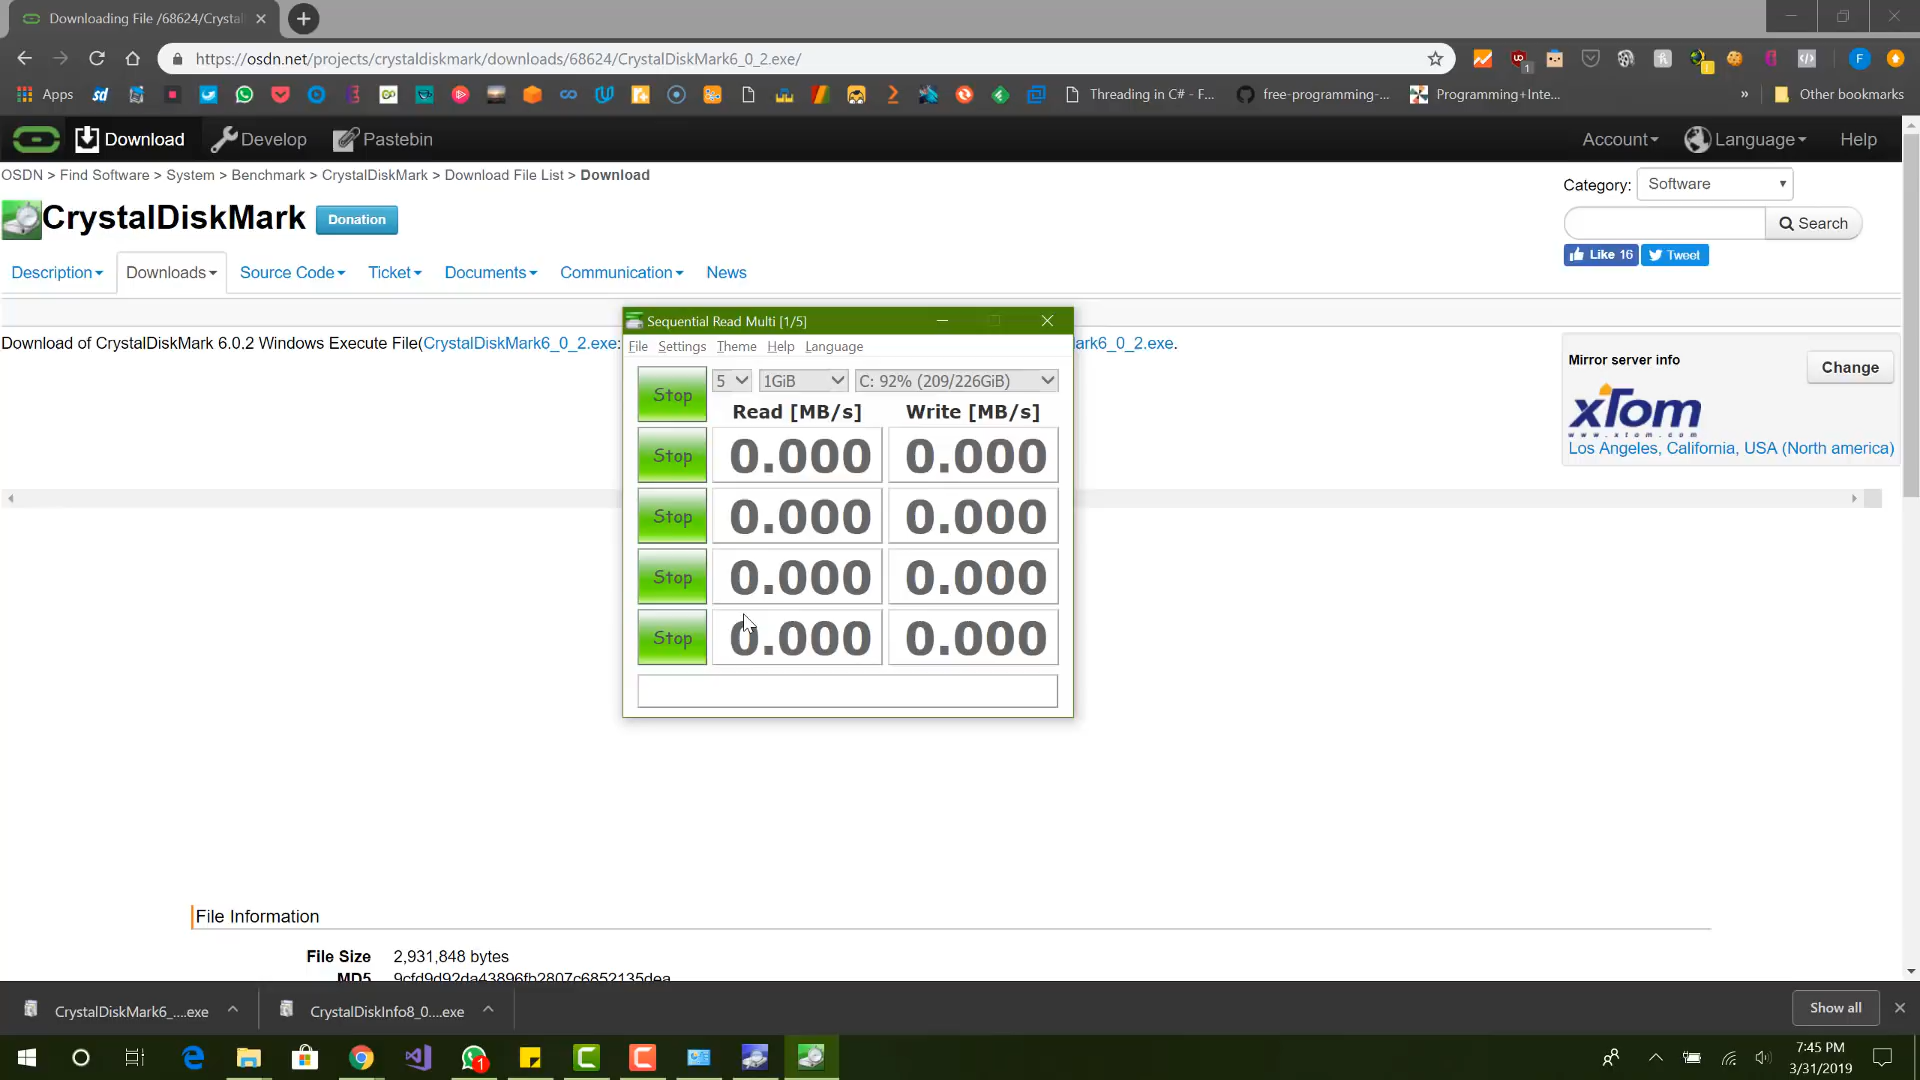 Downloading File /68624/Crystal
https://osdn.net/projects/crystaldiskmark/downloads/68624/CrystalDiskMark6_0_2.exe/
Apps
Threading in C# - F...
free-programming-...
Programming+Inte...
»
Other bookmarks
Download
Develop
Pastebin
Account
Language
Help
OSDN > Find Software > System > Benchmark > CrystalDiskMark > Download File List > Download
Category:
Software
CrystalDiskMark
Donation
Search
Like 16
Tweet
Description
Downloads
Source Code
Ticket
Documents
Communication
News
Download of CrystalDiskMark 6.0.2 Windows Execute File(CrystalDiskMark6_0_2.exe:
ark6_0_2.exe.
Mirror server info
Change
xTom
www.xtom.com
Los Angeles, California, USA (North america)
Sequential Read Multi [1/5]
File Settings Theme Help Language
Stop
5
1GiB
C: 92% (209/226GiB)
Read [MB/s]
Write [MB/s]
Stop 0.000 0.000
Stop 0.000 0.000
Stop 0.000 0.000
Stop 0.000 0.000
File Information
File Size 2,931,848 bytes
MD5 9cfd9d92da43896fb2807c6852135dea
CrystalDiskMark6_....exe
CrystalDiskInfo8_0....exe
Show all
7:45 PM
3/31/2019